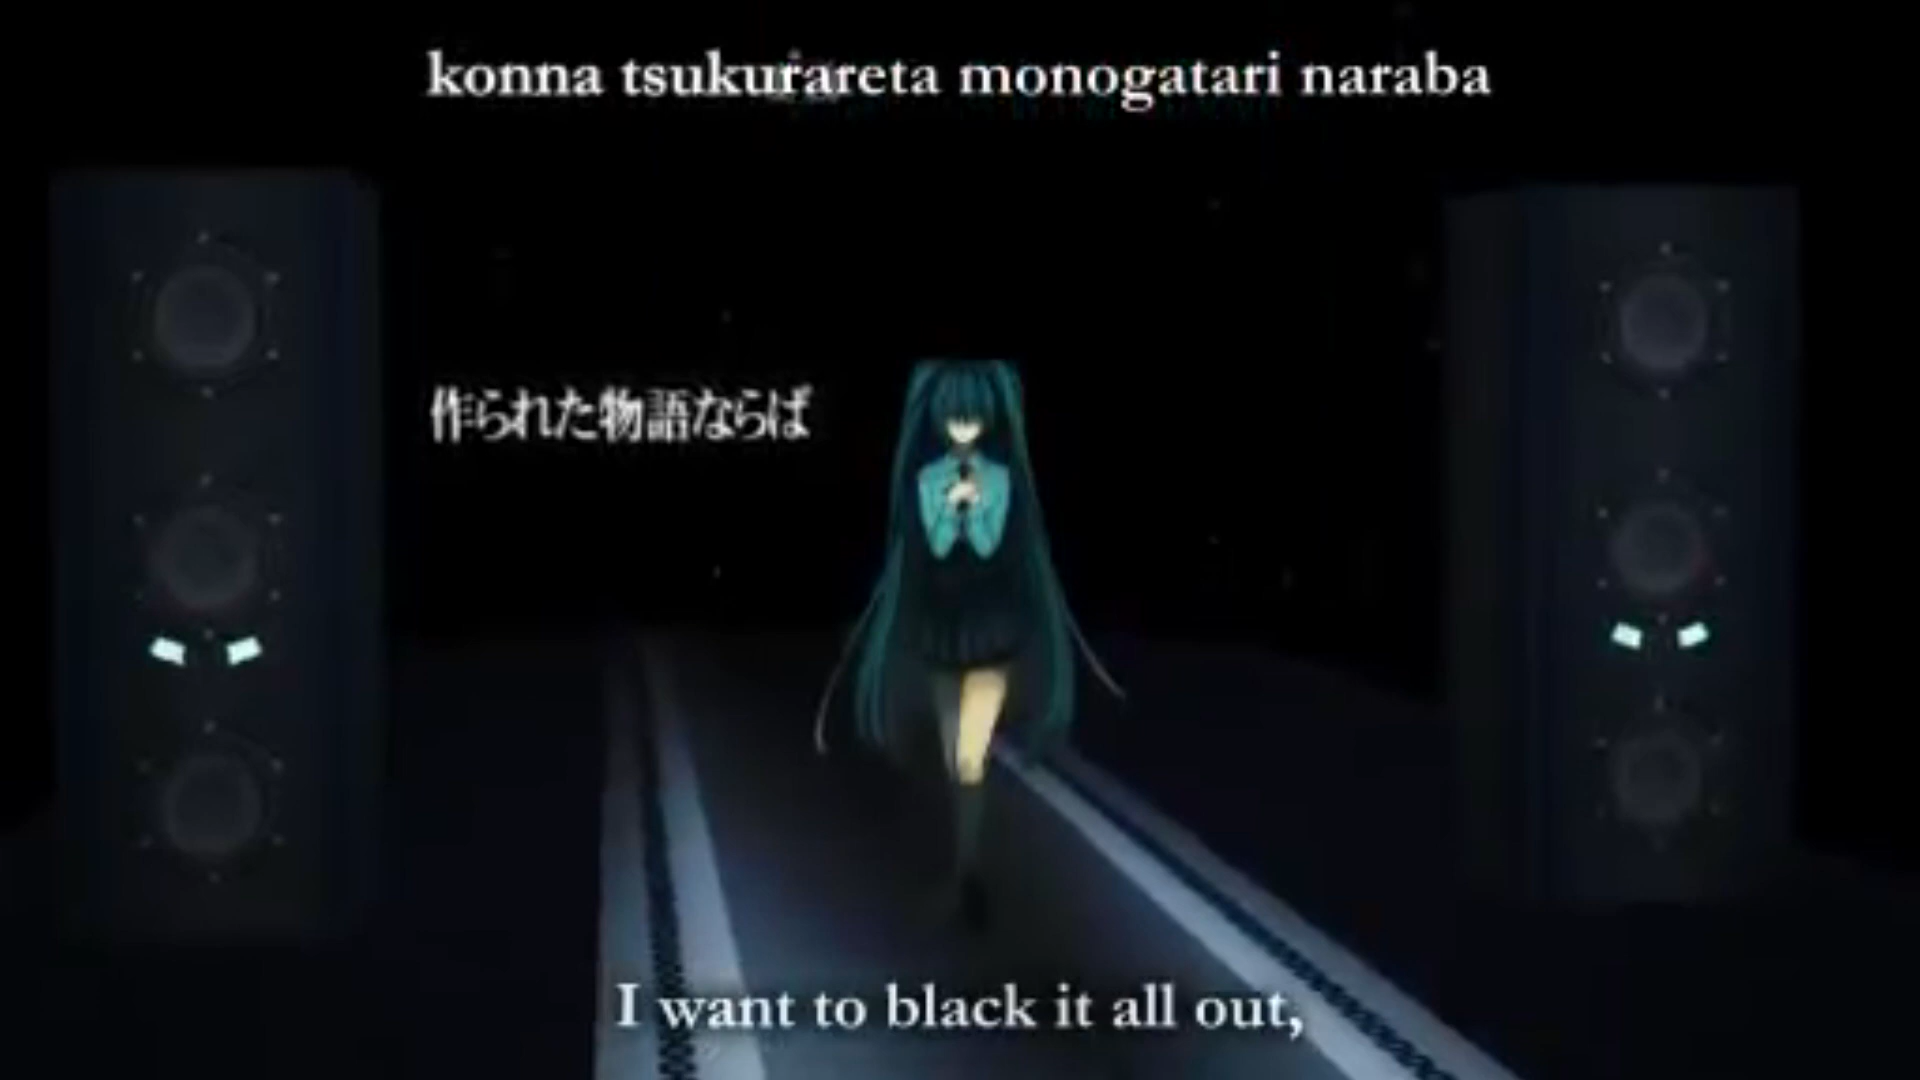 konna tsukurareta monogatari naraba
作られた物語ならば
I want to black it all out,